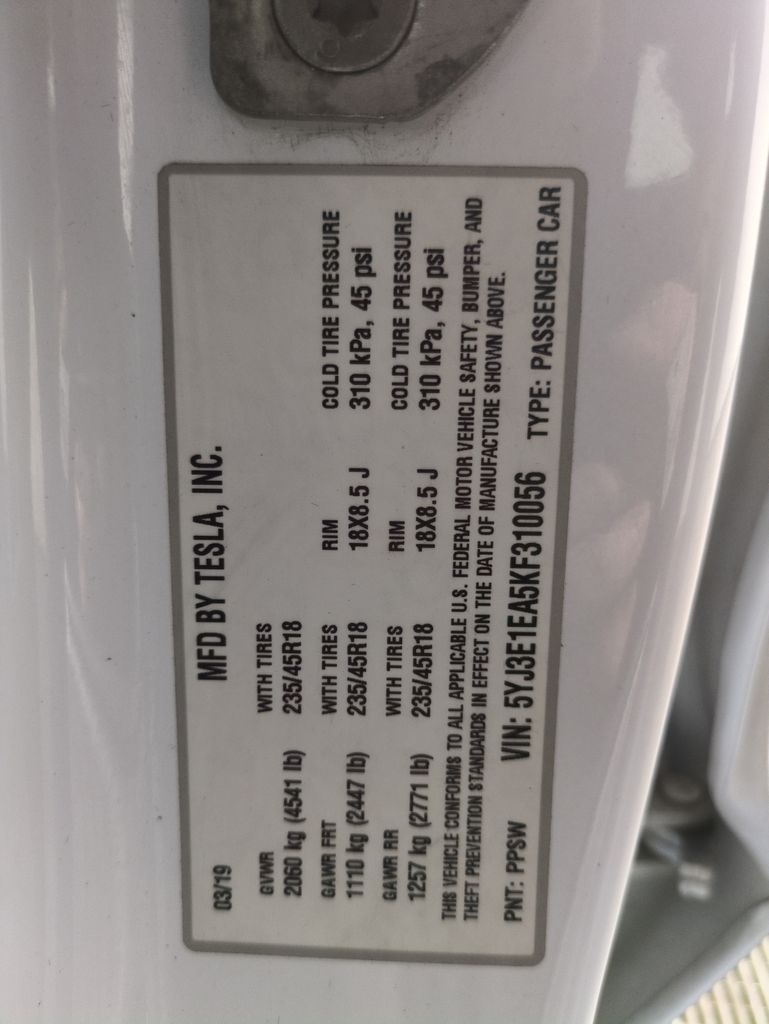 MFD BY TESLA, INC.
03/19
GVWR WITH TIRES
2060 kg (4541 lb) 235/45R18
GAWR FRT WITH TIRES RIM COLD TIRE PRESSURE
1110 kg (2447 lb) 235/45R18 18X8.5 J 310 kPa, 45 psi
GAWR RR WITH TIRES RIM COLD TIRE PRESSURE
1257 kg (2771 lb) 235/45R18 18X8.5 J 310 kPa, 45 psi
THIS VEHICLE CONFORMS TO ALL APPLICABLE U.S. FEDERAL MOTOR VEHICLE SAFETY, BUMPER, AND
THEFT PREVENTION STANDARDS IN EFFECT ON THE DATE OF MANUFACTURE SHOWN ABOVE.
PNT: PPSW VIN: 5YJ3E1EA5KF310056 TYPE: PASSENGER CAR